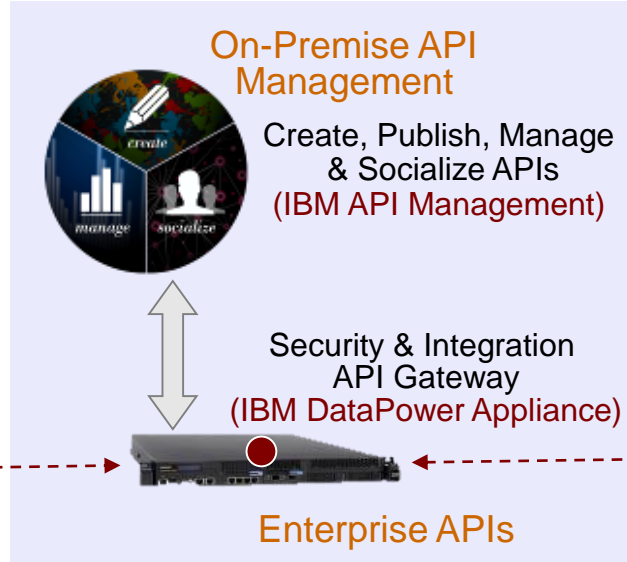 On-Premise API
Management
create
manage
socialize
Create, Publish, Manage
& Socialize APIs
(IBM API Management)
Security & Integration
API Gateway
(IBM DataPower Appliance)
Enterprise APIs